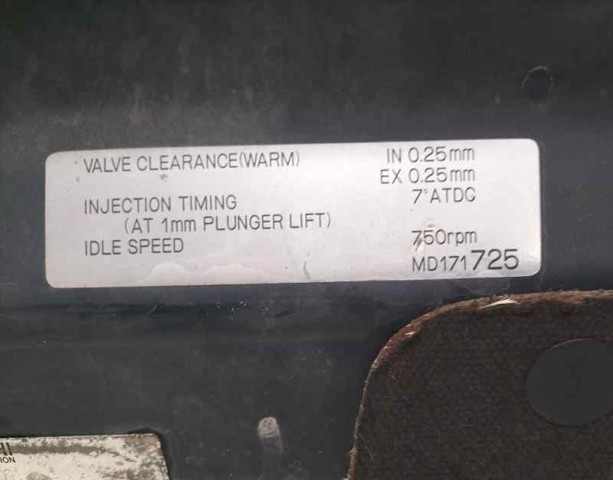 VALVE CLEARANCE(WARM) IN 0.25mm
EX 0.25mm
INJECTION TIMING 7°ATDC
(AT 1mm PLUNGER LIFT)
IDLE SPEED 750rpm
MD171725